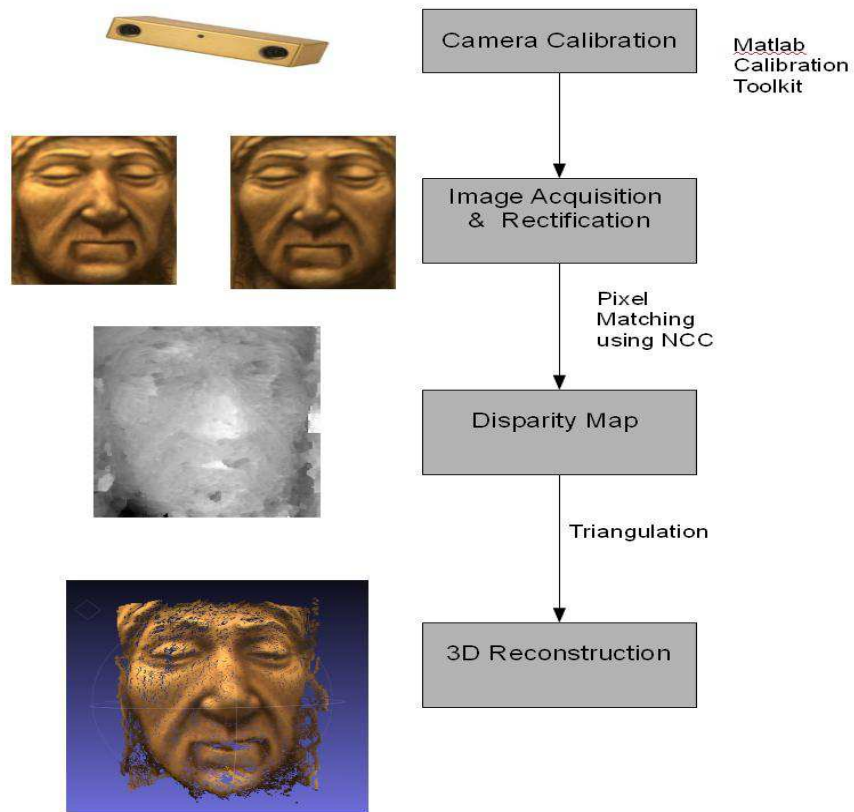 Camera Calibration
Matlab
Calibration
Toolkit
Image Acquisition
& Rectification
Pixel
Matching
using NCC
Disparity Map
Triangulation
3D Reconstruction